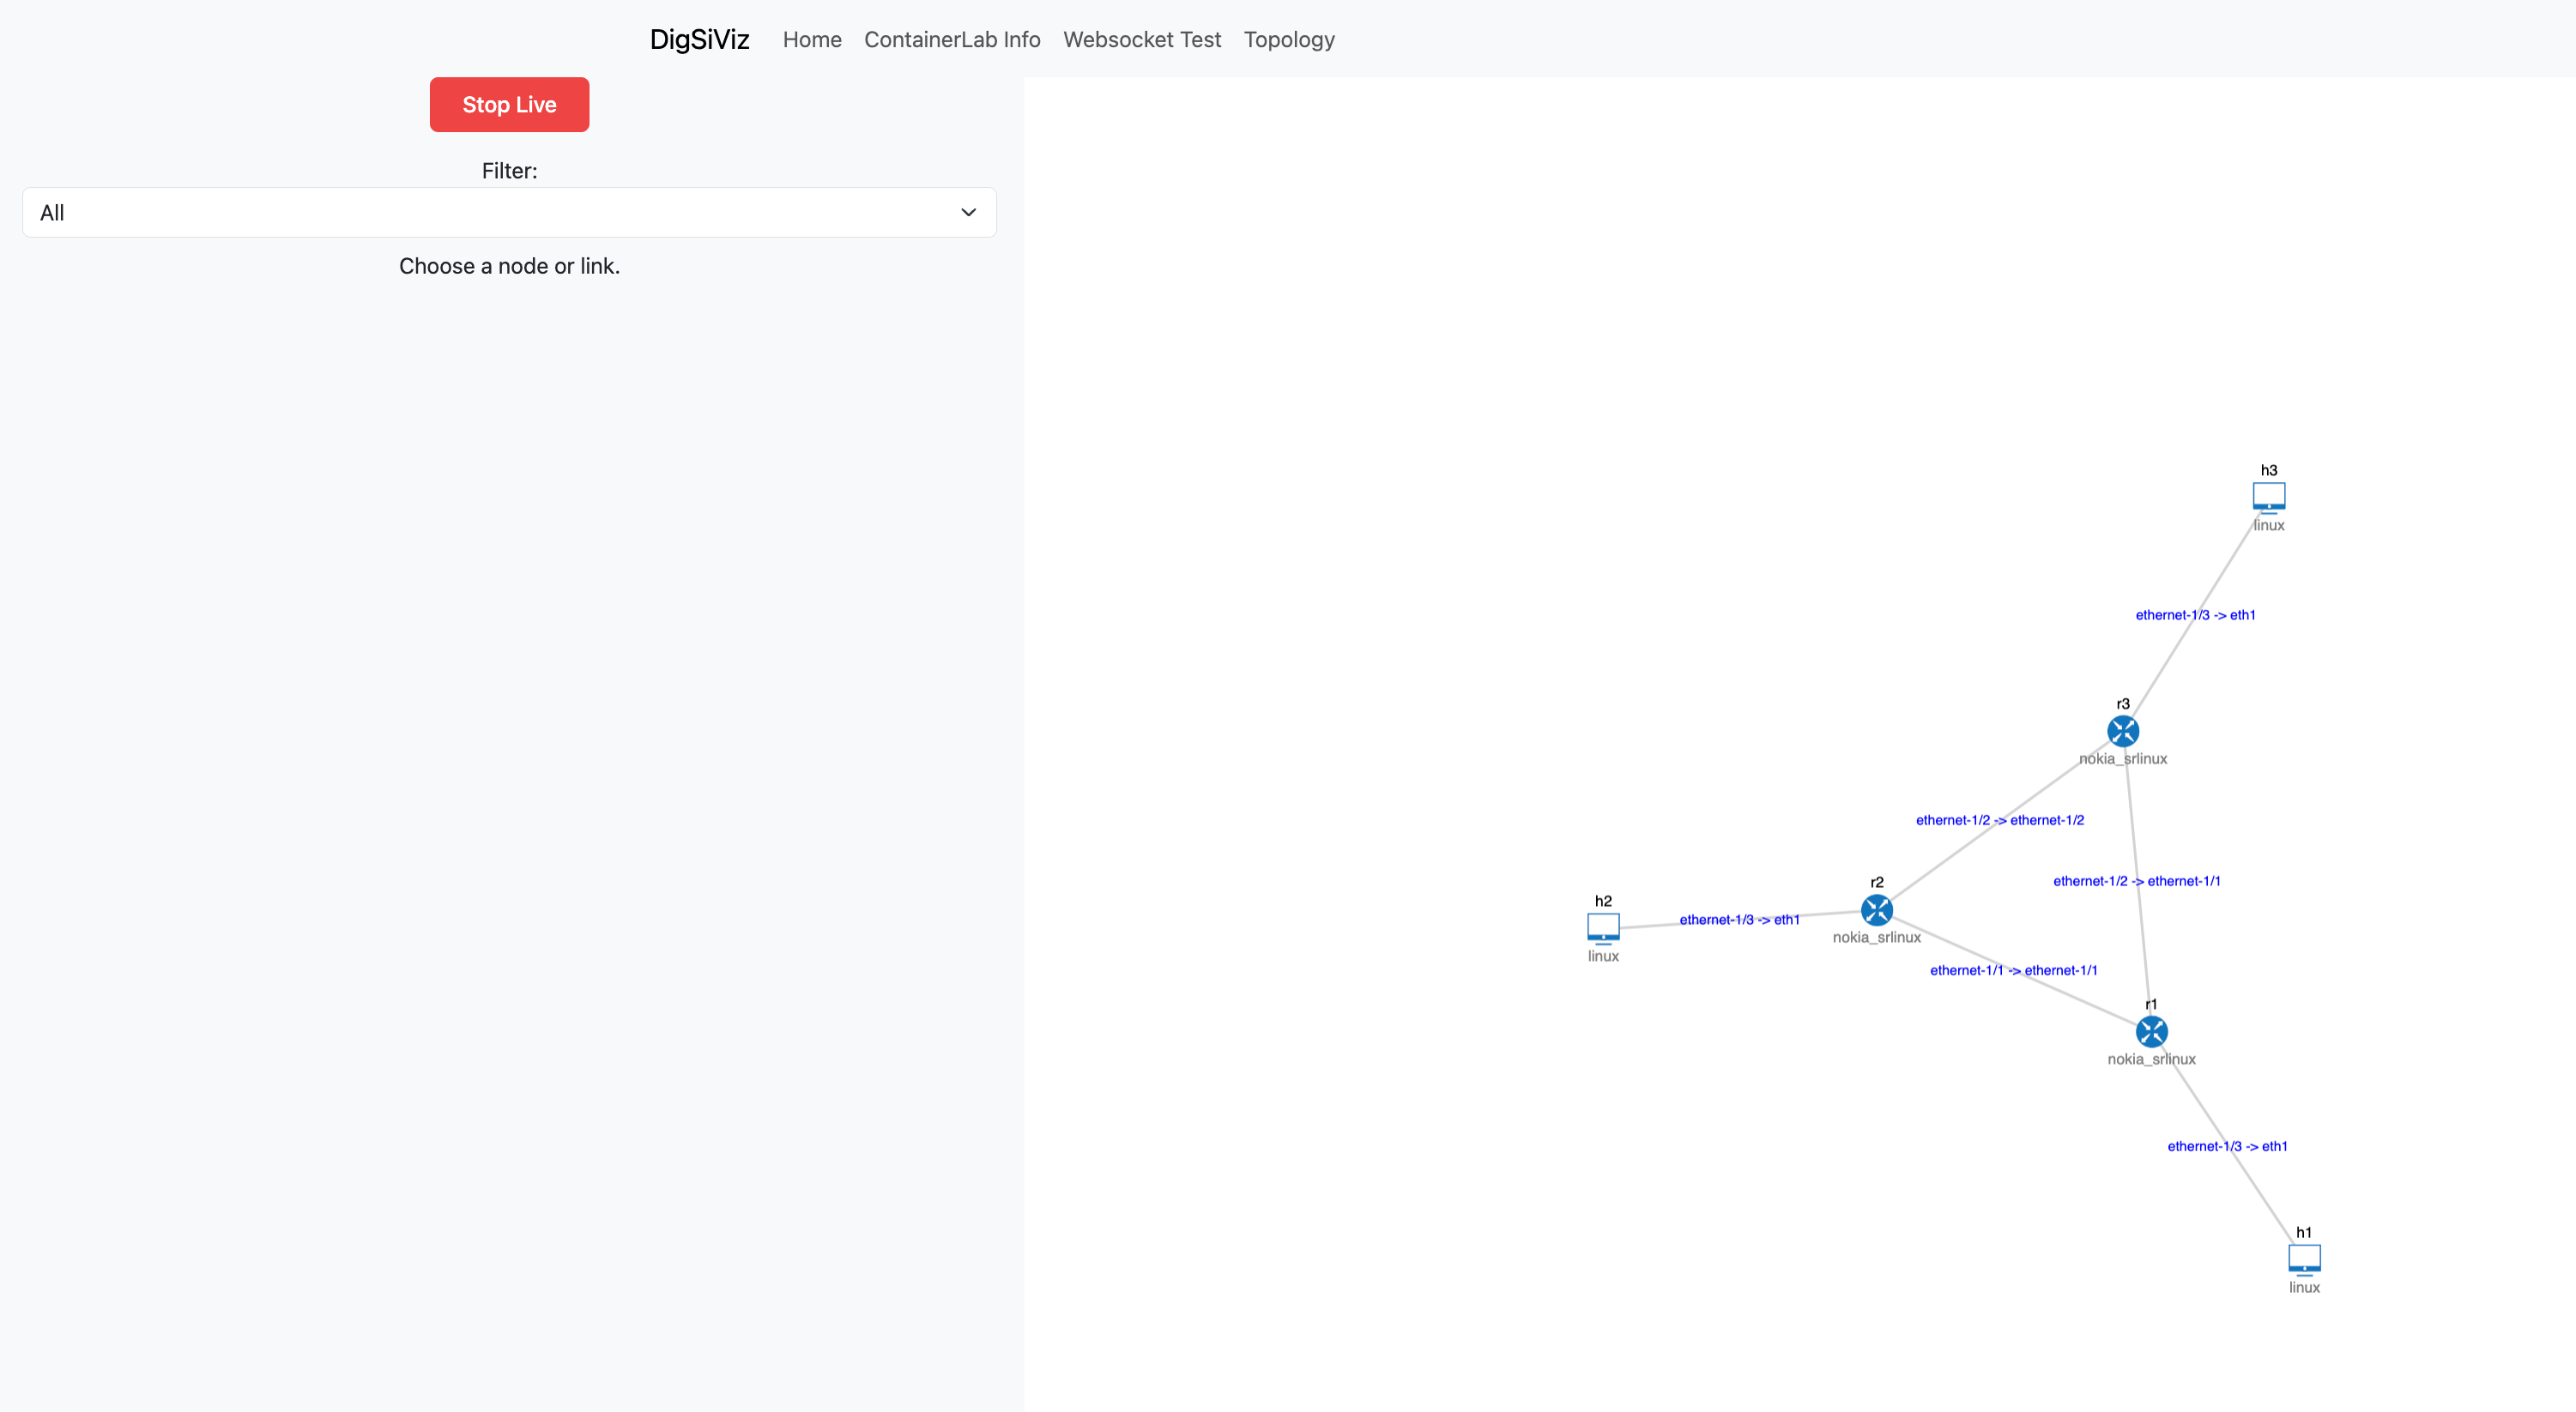 DigSiViz Home ContainerLab Info Websocket Test Topology
Stop Live
Filter:
All
Choose a node or link.
h3
linux
ethernet-1/3 -> eth1
r3
nokia_srlinux
ethernet-1/2 -> ethernet-1/2
ethernet-1/2 -> ethernet-1/1
r2
nokia_srlinux
h2
linux
ethernet-1/3 -> eth1
ethernet-1/1 -> ethernet-1/1
r1
nokia_srlinux
ethernet-1/3 -> eth1
h1
linux